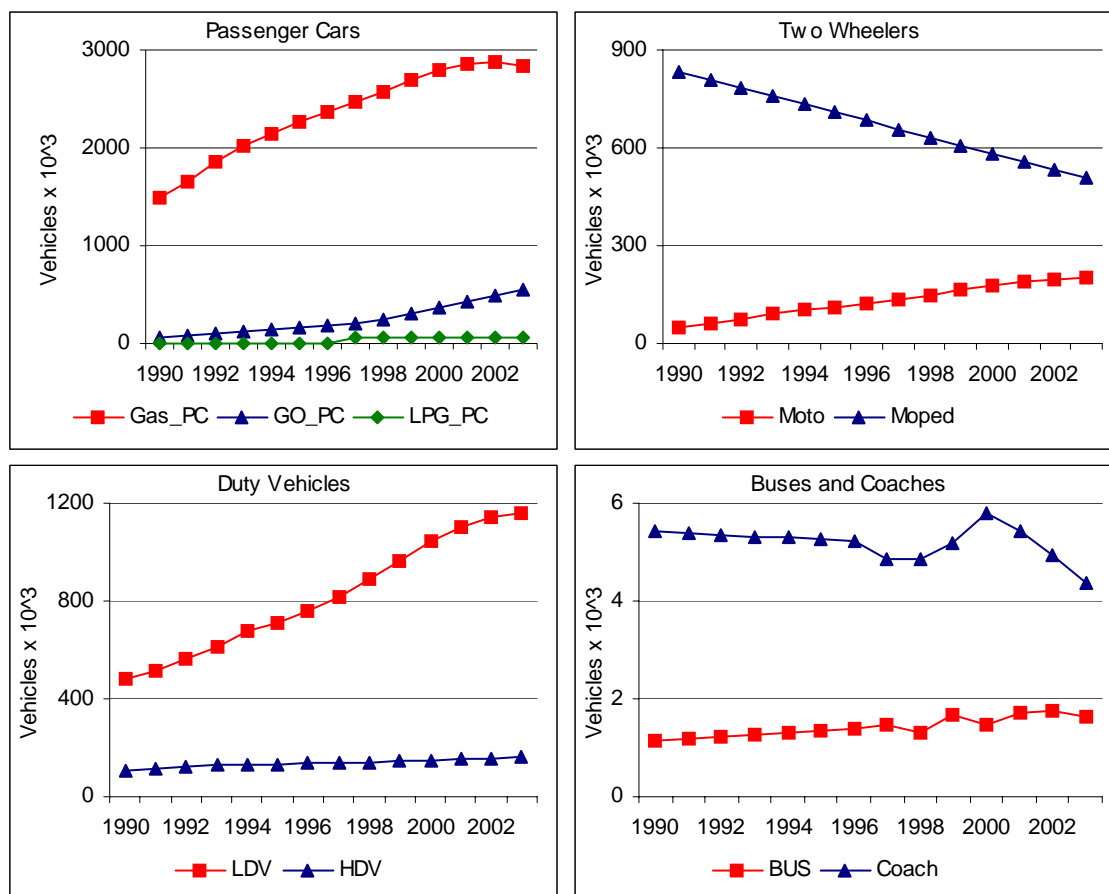 Passenger Cars
3000
2000
1000
0
Vehicles x 10^3
1990 1992 1994 1996 1998 2000 2002
Gas_PC GO_PC LPG_PC
Two Wheelers
900
600
300
0
Vehicles x 10^3
1990 1992 1994 1996 1998 2000 2002
Moto Moped
Duty Vehicles
1200
800
400
0
Vehicles x 10^3
1990 1992 1994 1996 1998 2000 2002
LDV HDV
Buses and Coaches
6
4
2
0
Vehicles x 10^3
1990 1992 1994 1996 1998 2000 2002
BUS Coach